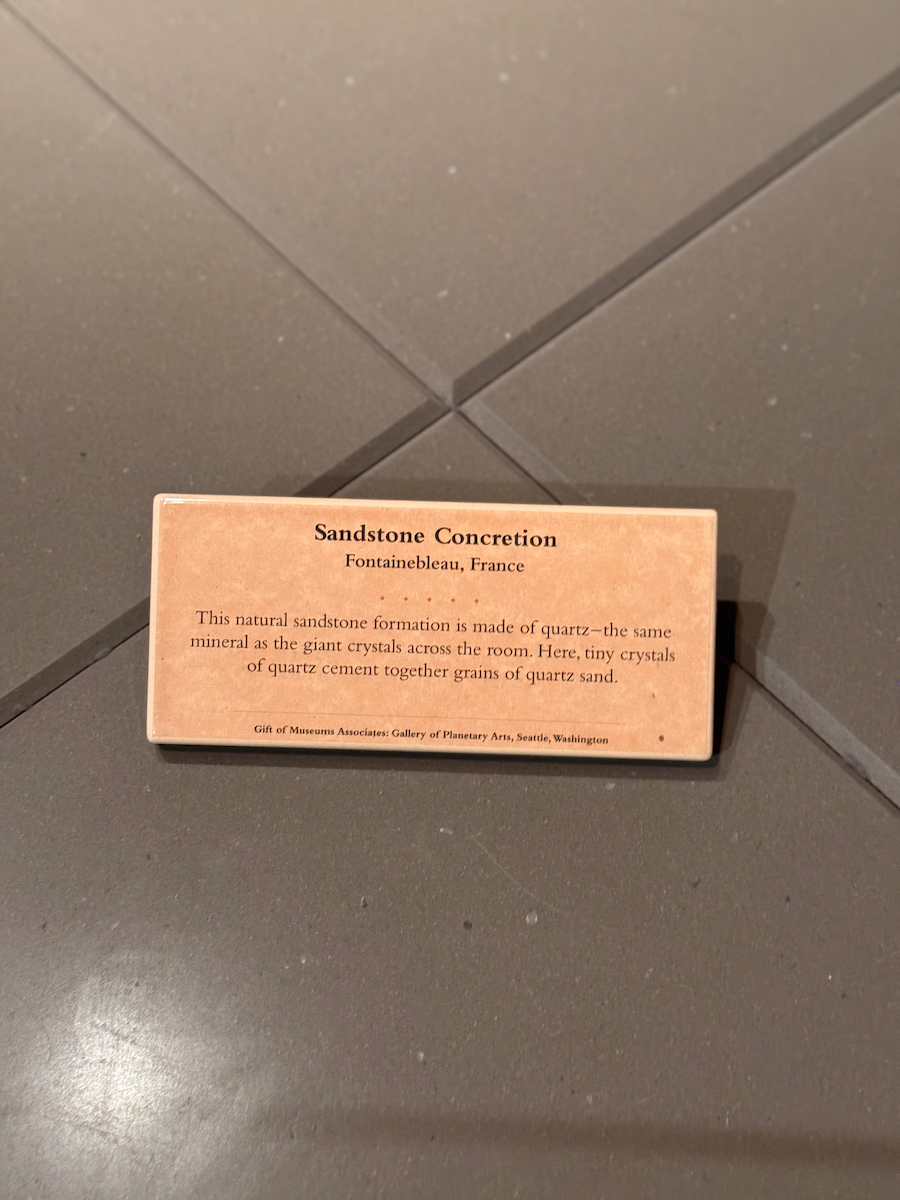 Sandstone Concretion
Fontainebleau, France
This natural sandstone formation is made of quartz—the same
mineral as the giant crystals across the room. Here, tiny crystals
of quartz cement together grains of quartz sand.
Gift of Museums Associates: Gallery of Planetary Arts, Seattle, Washington